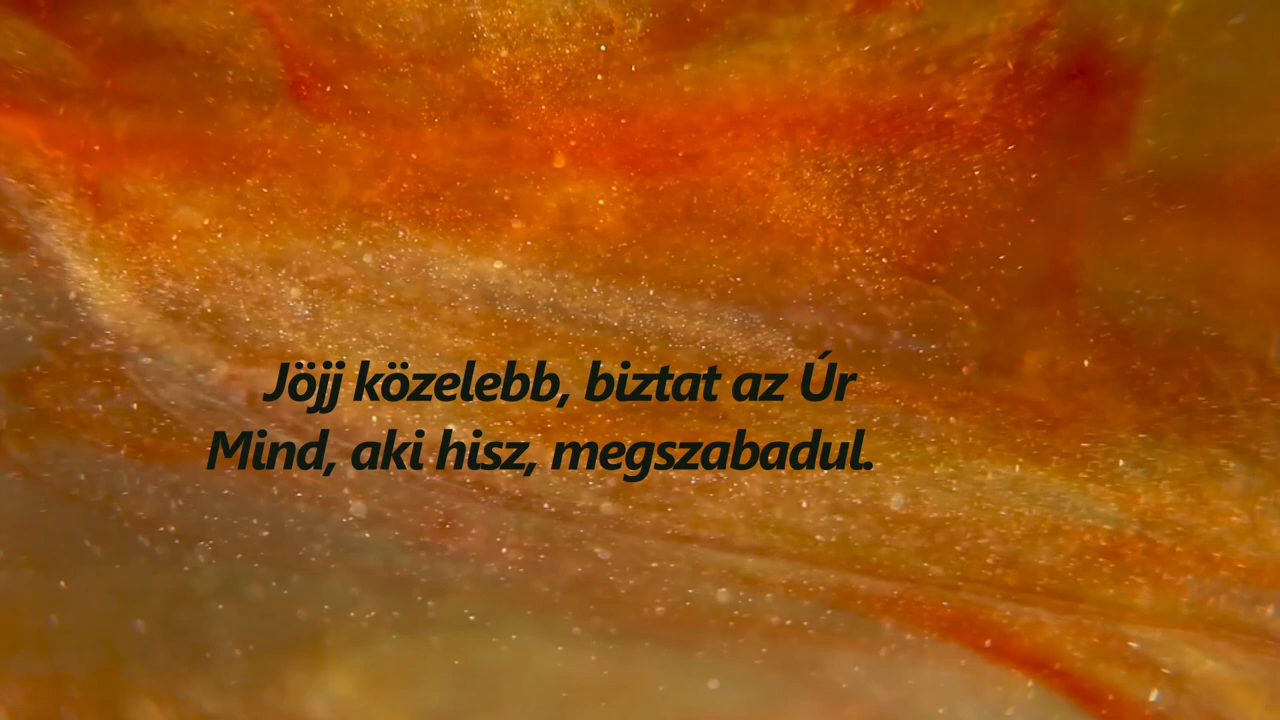 Jöjj közelebb, biztat az Úr
Mind, aki hisz, megszabadul.